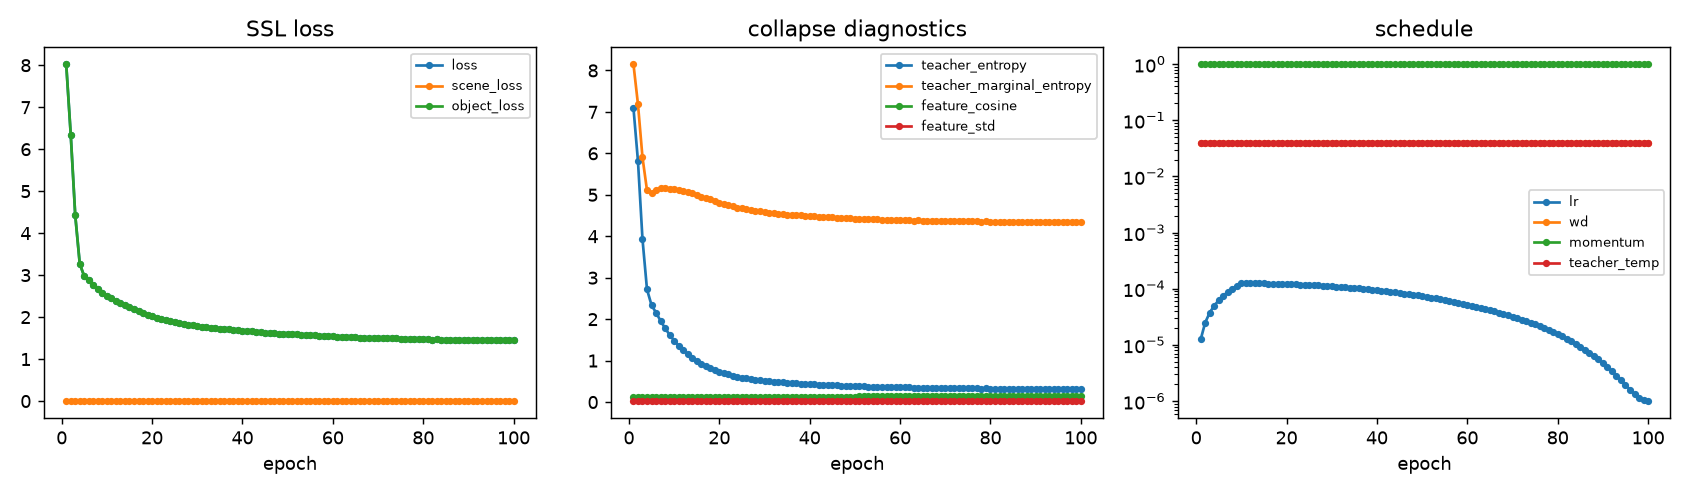 SSL loss
8
7
6
5
4
3
2
1
0
loss
scene_loss
object_loss
0 20 40 60 80 100
epoch
collapse diagnostics
8
7
6
5
4
3
2
1
0
teacher_entropy
teacher_marginal_entropy
feature_cosine
feature_std
0 20 40 60 80 100
epoch
schedule
10⁰
10⁻¹
10⁻²
10⁻³
10⁻⁴
10⁻⁵
10⁻⁶
lr
wd
momentum
teacher_temp
0 20 40 60 80 100
epoch